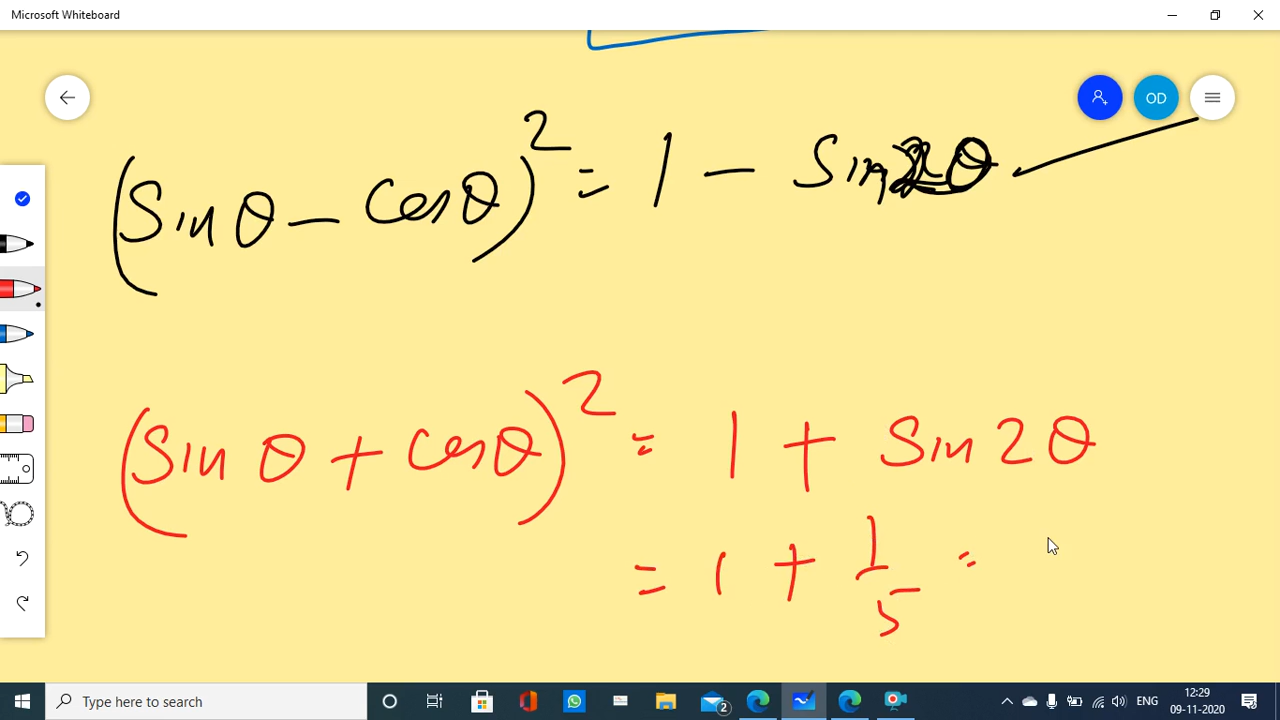 Microsoft Whiteboard
OD
(Sinθ - cosθ)² = 1 - Sin2θ
(Sinθ + cosθ)² = 1 + Sin2θ
= 1 + 1/5 =
Type here to search
2
ENG
12:29
09-11-2020